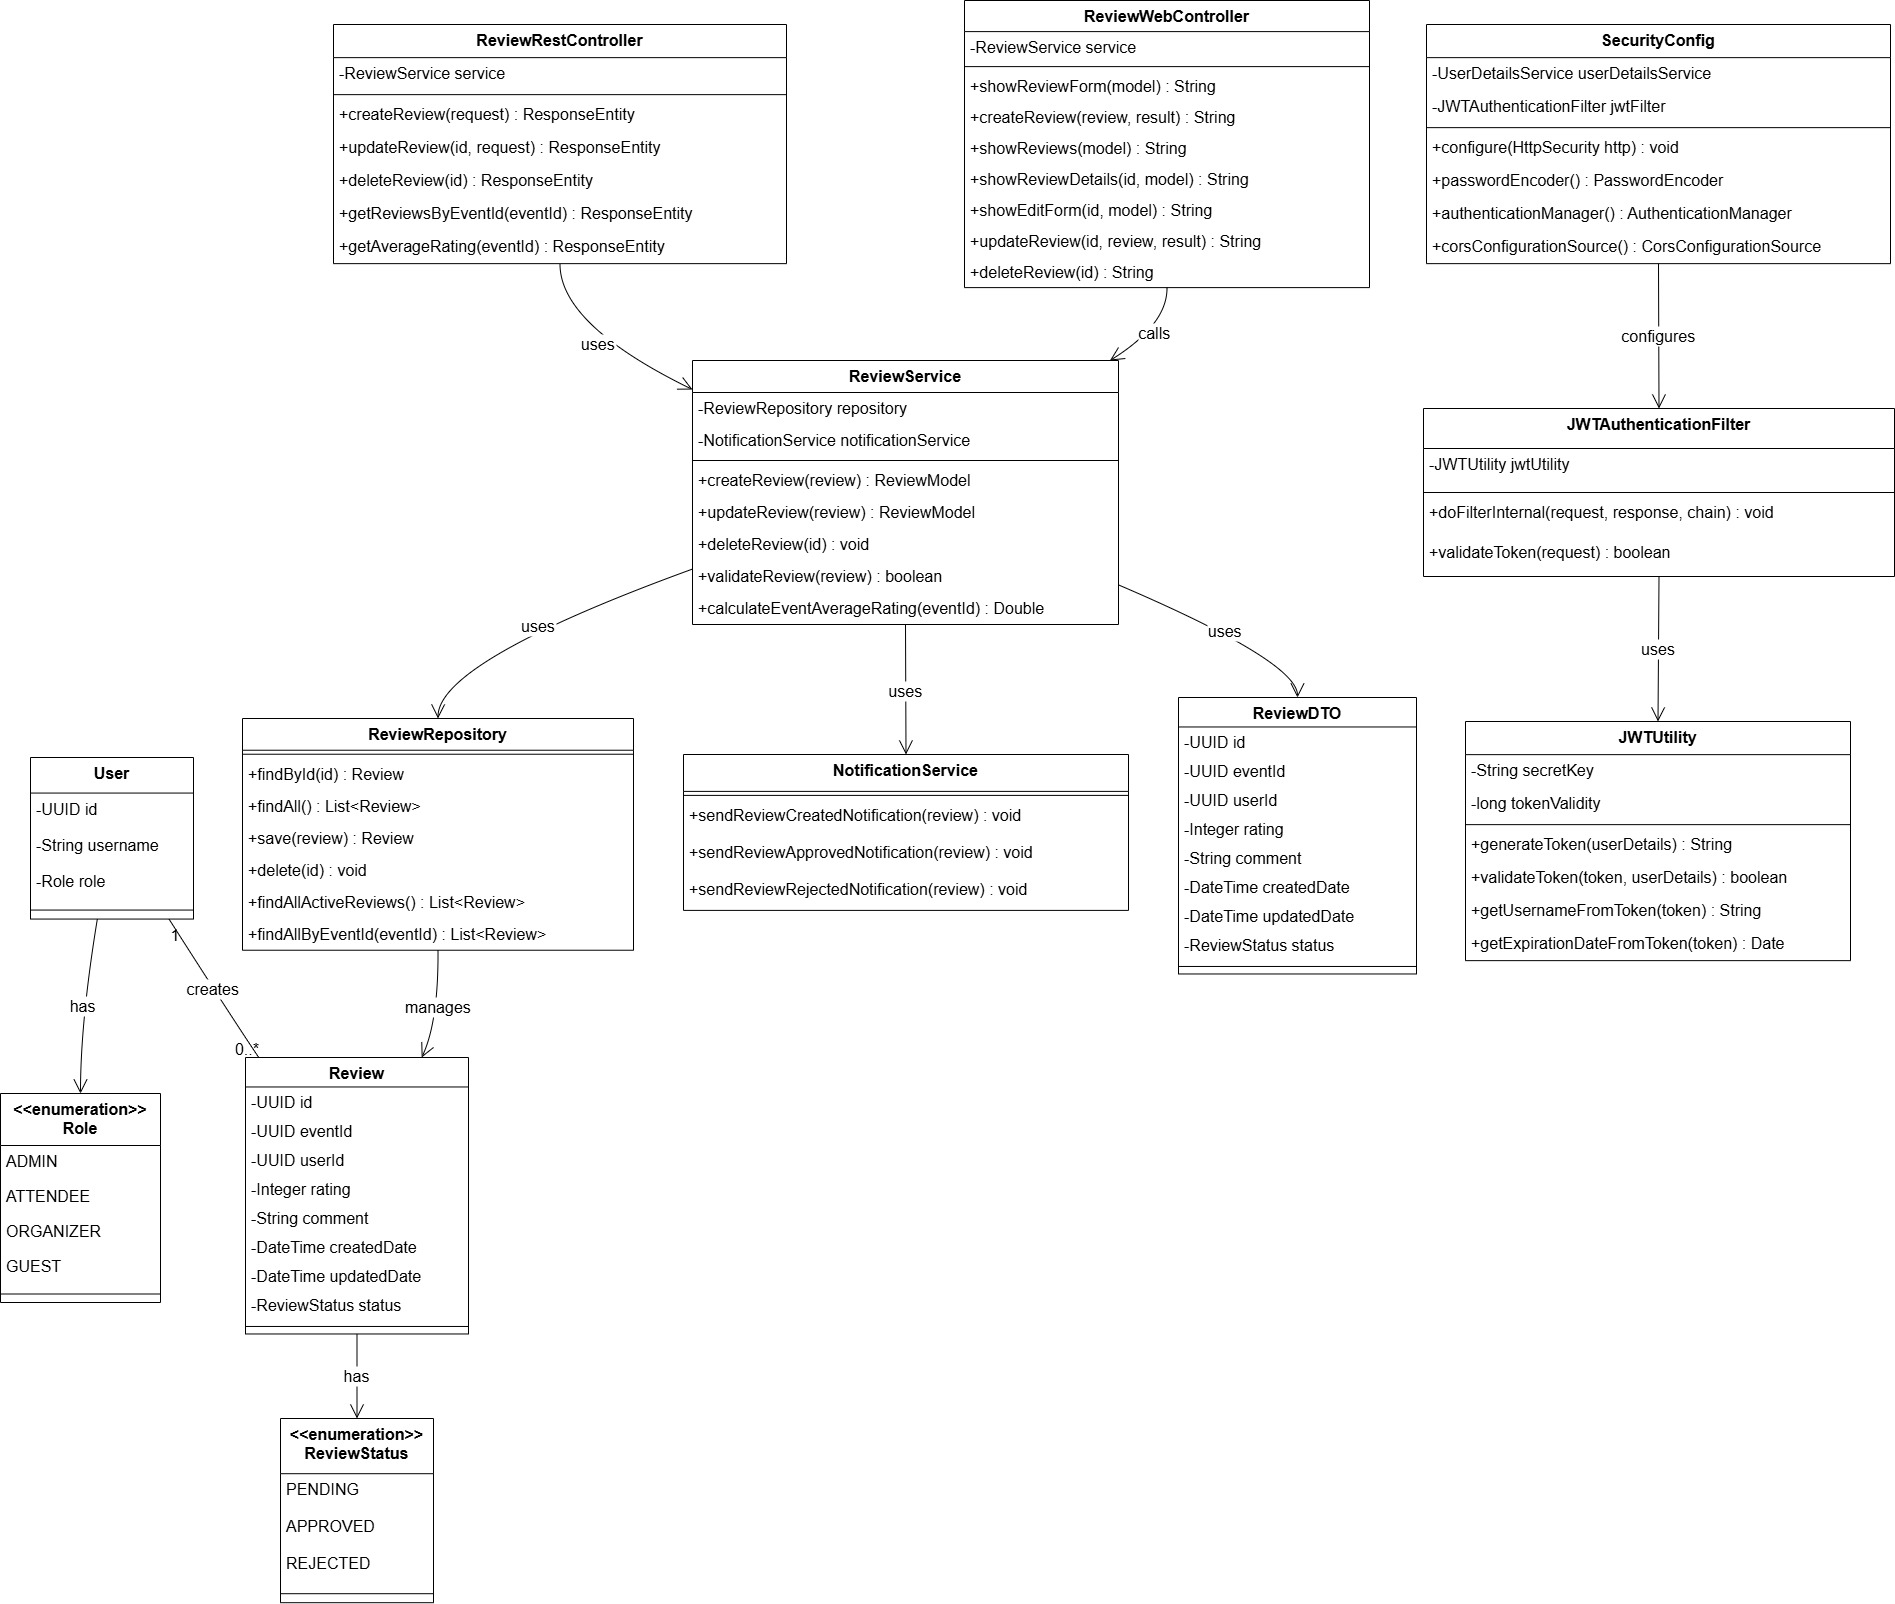 ReviewRestController
-ReviewService service
+createReview(request) : ResponseEntity
+updateReview(id, request) : ResponseEntity
+deleteReview(id) : ResponseEntity
+getReviewsByEventId(eventId) : ResponseEntity
+getAverageRating(eventId) : ResponseEntity
ReviewWebController
-ReviewService service
+showReviewForm(model) : String
+createReview(review, result) : String
+showReviews(model) : String
+showReviewDetails(id, model) : String
+showEditForm(id, model) : String
+updateReview(id, review, result) : String
+deleteReview(id) : String
SecurityConfig
-UserDetailsService userDetailsService
-JWTAuthenticationFilter jwtFilter
+configure(HttpSecurity http) : void
+passwordEncoder() : PasswordEncoder
+authenticationManager() : AuthenticationManager
+corsConfigurationSource() : CorsConfigurationSource
uses
calls
configures
ReviewService
-ReviewRepository repository
-NotificationService notificationService
+createReview(review) : ReviewModel
+updateReview(review) : ReviewModel
+deleteReview(id) : void
+validateReview(review) : boolean
+calculateEventAverageRating(eventId) : Double
JWTAuthenticationFilter
-JWTUtility jwtUtility
+doFilterInternal(request, response, chain) : void
+validateToken(request) : boolean
uses
uses
uses
uses
User
-UUID id
-String username
-Role role
ReviewRepository
+findById(id) : Review
+findAll() : List<Review>
+save(review) : Review
+delete(id) : void
+findAllActiveReviews() : List<Review>
+findAllByEventId(eventId) : List<Review>
NotificationService
+sendReviewCreatedNotification(review) : void
+sendReviewApprovedNotification(review) : void
+sendReviewRejectedNotification(review) : void
ReviewDTO
-UUID id
-UUID eventId
-UUID userId
-Integer rating
-String comment
-DateTime createdDate
-DateTime updatedDate
-ReviewStatus status
JWTUtility
-String secretKey
-long tokenValidity
+generateToken(userDetails) : String
+validateToken(token, userDetails) : boolean
+getUsernameFromToken(token) : String
+getExpirationDateFromToken(token) : Date
1
creates
has
manages
0..*
<<enumeration>>
Role
ADMIN
ATTENDEE
ORGANIZER
GUEST
Review
-UUID id
-UUID eventId
-UUID userId
-Integer rating
-String comment
-DateTime createdDate
-DateTime updatedDate
-ReviewStatus status
has
<<enumeration>>
ReviewStatus
PENDING
APPROVED
REJECTED